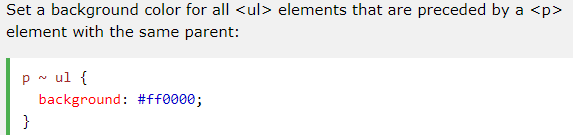 Set a background color for all <ul> elements that are preceded by a <p>
element with the same parent:
p ~ ul {
  background: #ff0000;
}